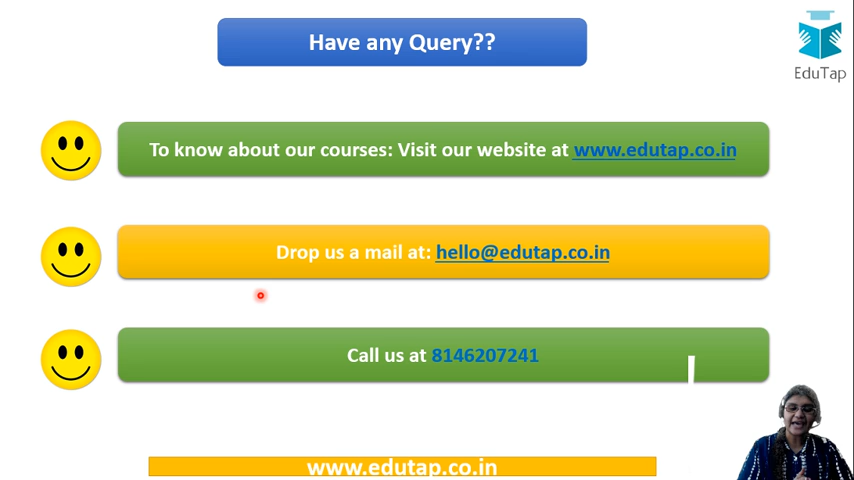 Have any Query??
EduTap
To know about our courses: Visit our website at www.edutap.co.in
Drop us a mail at: hello@edutap.co.in
Call us at 8146207241
www.edutap.co.in